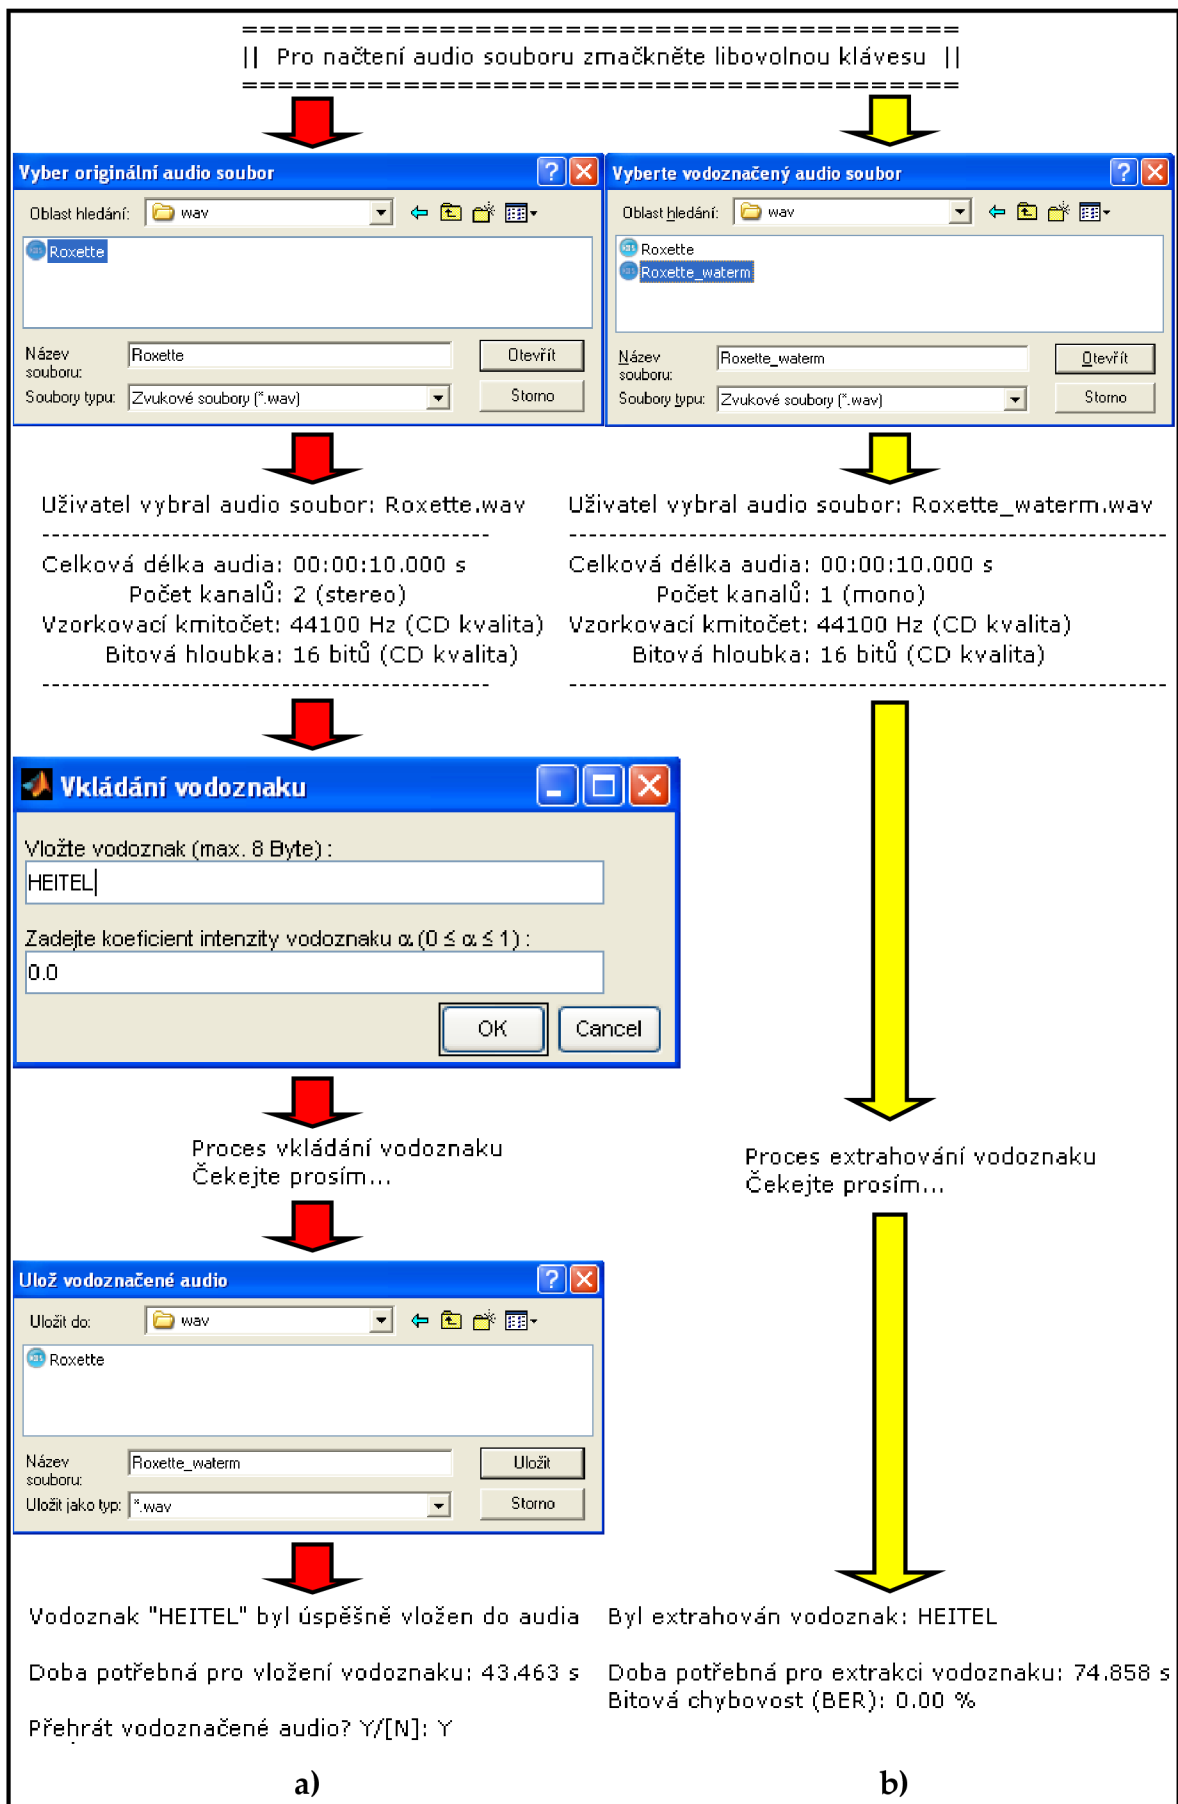 ===========================================
|| Pro načtení audio souboru zmačkněte libovolnou klávesu ||
===========================================
Vyber originální audio soubor
Oblast hledání: wav
Roxette
Název souboru: Roxette
Otevřít
Soubory typu: Zvukové soubory (*.wav)
Storno
Uživatel vybral audio soubor: Roxette.wav
---------------------------------------------
Celková délka audia: 00:00:10.000 s
Počet kanalů: 2 (stereo)
Vzorkovací kmitočet: 44100 Hz (CD kvalita)
Bitová hloubka: 16 bitů (CD kvalita)
---------------------------------------------
Vkládání vodoznaku
Vložte vodoznak (max. 8 Byte) :
HEITEL
Zadejte koeficient intenzity vodoznaku α (0 ≤ α ≤ 1) :
0.0
OK Cancel
Proces vkládání vodoznaku
Čekejte prosím...
Ulož vodoznačené audio
Uložit do: wav
Roxette
Název souboru: Roxette_waterm
Uložit
Uložit jako typ: *.wav
Storno
Vodoznak "HEITEL" byl úspěšně vložen do audia
Doba potřebná pro vložení vodoznaku: 43.463 s
Přehrát vodoznačené audio? Y/[N]: Y
a)
Vyberte vodoznačený audio soubor
Oblast hledání: wav
Roxette
Roxette_waterm
Název souboru: Roxette_waterm
Otevřít
Soubory typu: Zvukové soubory (*.wav)
Storno
Uživatel vybral audio soubor: Roxette_waterm.wav
------------------------------------------------------------
Celková délka audia: 00:00:10.000 s
Počet kanalů: 1 (mono)
Vzorkovací kmitočet: 44100 Hz (CD kvalita)
Bitová hloubka: 16 bitů (CD kvalita)
------------------------------------------------------------
Proces extrahování vodoznaku
Čekejte prosím...
Byl extrahován vodoznak: HEITEL
Doba potřebná pro extrakci vodoznaku: 74.858 s
Bitová chybovost (BER): 0.00 %
b)